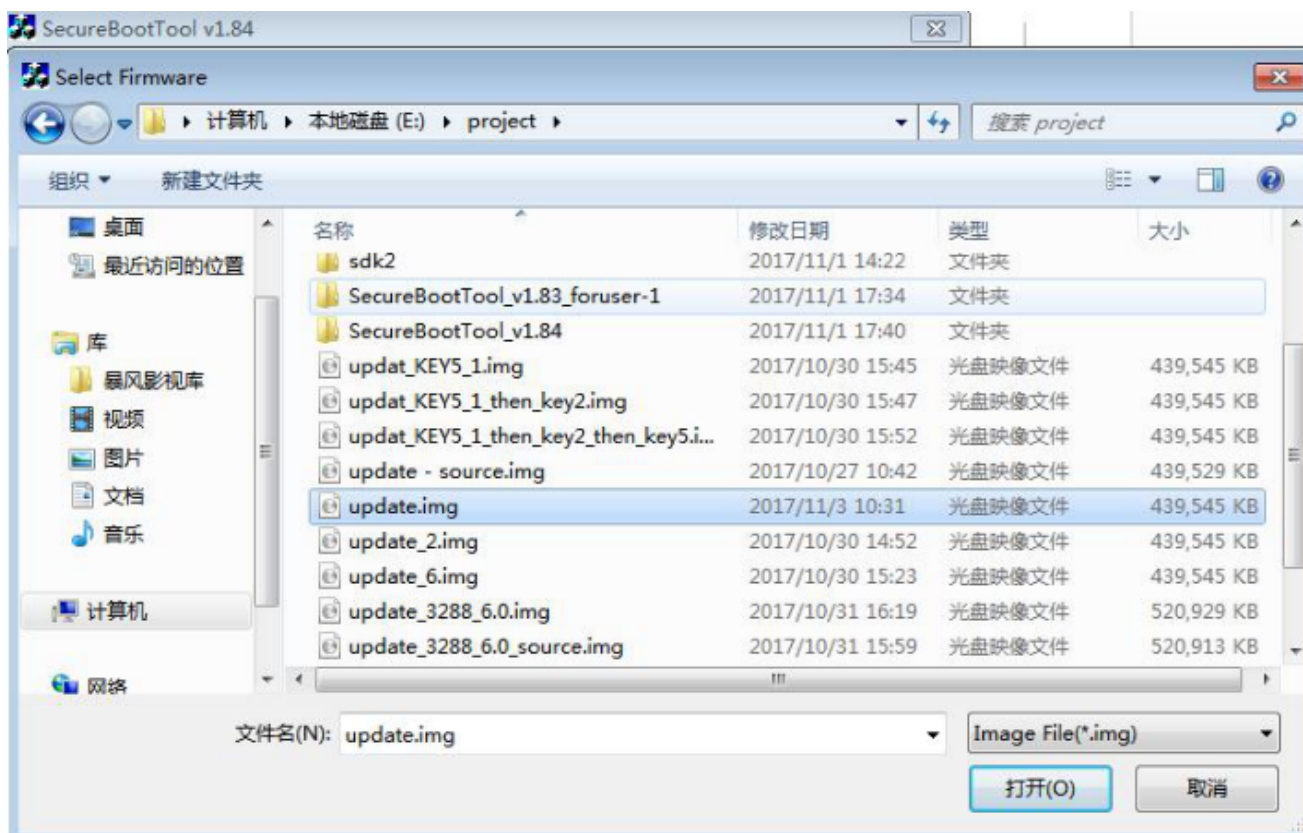 SecureBootTool v1.84
Select Firmware
计算机 本地磁盘 (E:) project 搜索 project
组织 新建文件夹
名称 修改日期 类型 大小
桌面
最近访问的位置
库
暴风影视库
视频
图片
文档
音乐
计算机
网络
sdk2 2017/11/1 14:22 文件夹
SecureBootTool_v1.83_foruser-1 2017/11/1 17:34 文件夹
SecureBootTool_v1.84 2017/11/1 17:40 文件夹
updat_KEY5_1.img 2017/10/30 15:45 光盘映像文件 439,545 KB
updat_KEY5_1_then_key2.img 2017/10/30 15:47 光盘映像文件 439,545 KB
updat_KEY5_1_then_key2_then_key5.i... 2017/10/30 15:52 光盘映像文件 439,545 KB
update - source.img 2017/10/27 10:42 光盘映像文件 439,529 KB
update.img 2017/11/3 10:31 光盘映像文件 439,545 KB
update_2.img 2017/10/30 14:52 光盘映像文件 439,545 KB
update_6.img 2017/10/30 15:23 光盘映像文件 439,545 KB
update_3288_6.0.img 2017/10/31 16:19 光盘映像文件 520,929 KB
update_3288_6.0_source.img 2017/10/31 15:59 光盘映像文件 520,913 KB
文件名(N): update.img Image File(*.img)
打开(O) 取消